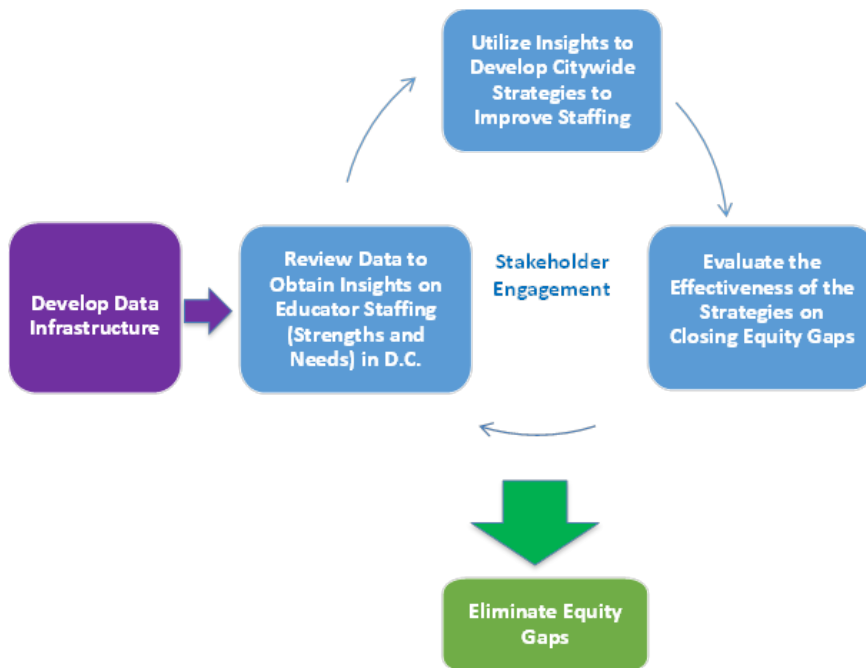 Utilize Insights to
Develop Citywide
Strategies to
Improve Staffing
Develop Data
Infrastructure
Review Data to
Obtain Insights on
Educator Staffing
(Strengths and
Needs) in D.C.
Stakeholder
Engagement
Evaluate the
Effectiveness of the
Strategies on
Closing Equity Gaps
Eliminate Equity
Gaps